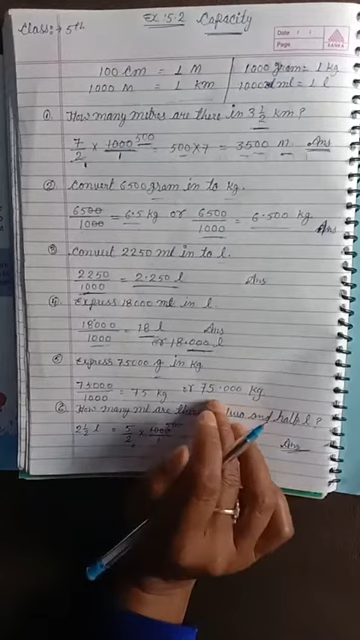 Class:→ 5th
Ex 5.2 Capacity
Date
Page
100 Cm = 1 M
1000 M = 1 Km
1000 gram = 1 kg
1000 ml = 1 l
① How many metres are there in 3 1/2 km?
7/2 × 1000/1 500 = 500 × 7 = 3500 M Ans
② Convert 6500 gram in to kg.
6500/1000 = 6.5 kg or 6500/1000 = 6.500 kg Ans
③ Convert 2250 ml in to l.
2250/1000 = 2.250 l Ans
④ Express 18000 ml in l.
18000/1000 = 18 l Ans
or 18.000 l
⑤ Express 75000 g in kg
75000/1000 = 75 kg or 75.000 kg
How many ml are two and half l?
2 1/2 l = 5/2 × 1000/1
Ans